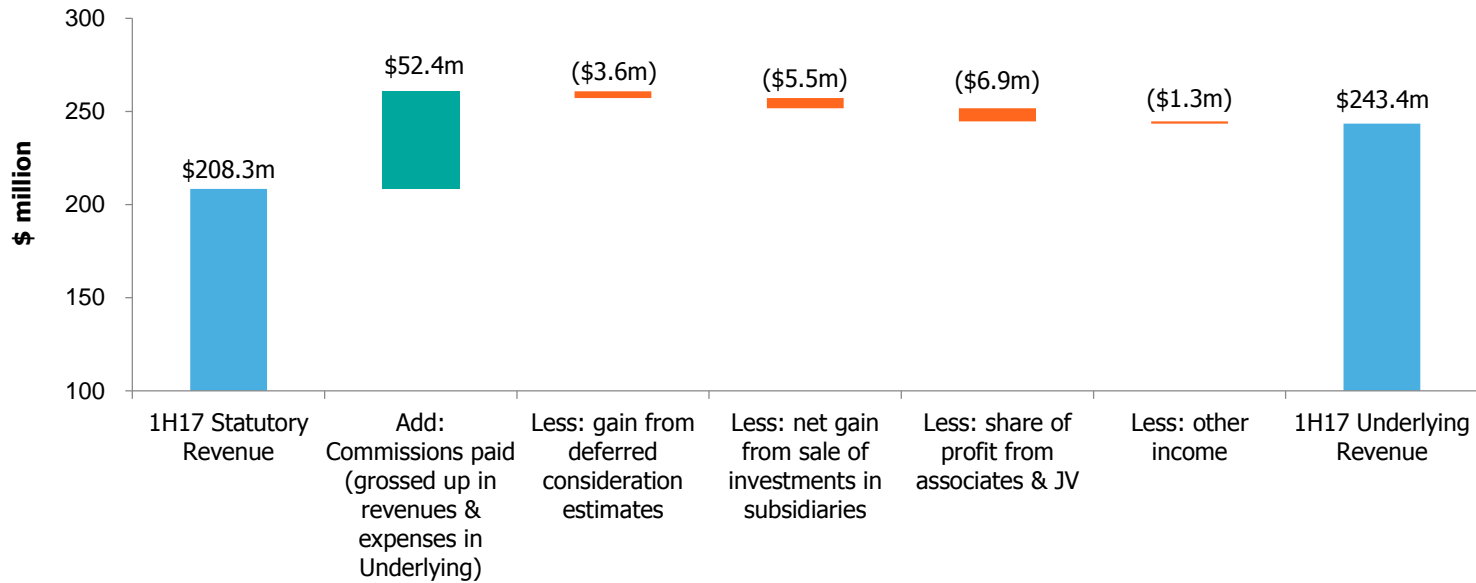 $ million
300
250
200
150
100
$208.3m
$52.4m
($3.6m)
($5.5m)
($6.9m)
($1.3m)
$243.4m
1H17 Statutory
Revenue
Add:
Commissions paid
(grossed up in
revenues &
expenses in
Underlying)
Less: gain from
deferred
consideration
estimates
Less: net gain
from sale of
investments in
subsidiaries
Less: share of
profit from
associates & JV
Less: other
income
1H17 Underlying
Revenue